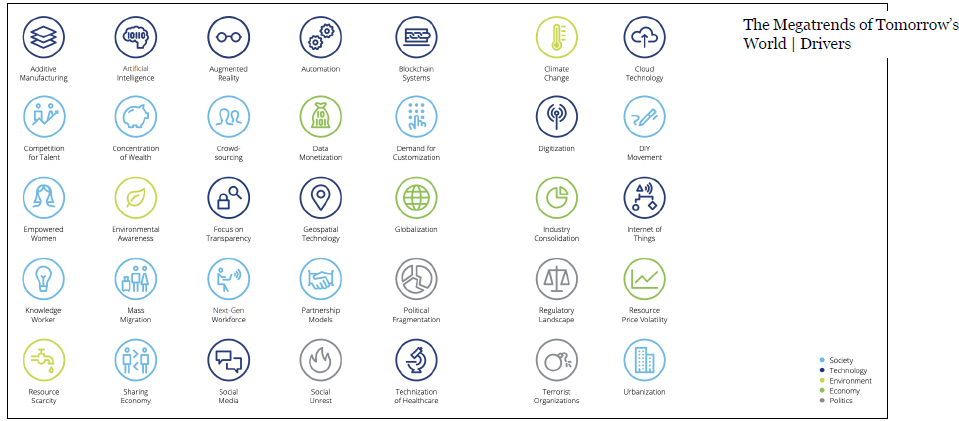 The Megatrends of Tomorrow's
World | Drivers
Additive
Manufacturing
Artificial
Intelligence
Augmented
Reality
Automation
Blockchain
Systems
Climate
Change
Cloud
Technology
Competition
for Talent
Concentration
of Wealth
Crowd-
sourcing
Data
Monetization
Demand for
Customization
Digitization
DIY
Movement
Empowered
Women
Environmental
Awareness
Focus on
Transparency
Geospatial
Technology
Globalization
Industry
Consolidation
Internet of
Things
Knowledge
Worker
Mass
Migration
Next-Gen
Workforce
Partnership
Models
Political
Fragmentation
Regulatory
Landscape
Resource
Price Volatility
Resource
Scarcity
Sharing
Economy
Social
Media
Social
Unrest
Technization
of Healthcare
Terrorist
Organizations
Urbanization
Society
Technology
Environment
Economy
Politics
10110
10
101